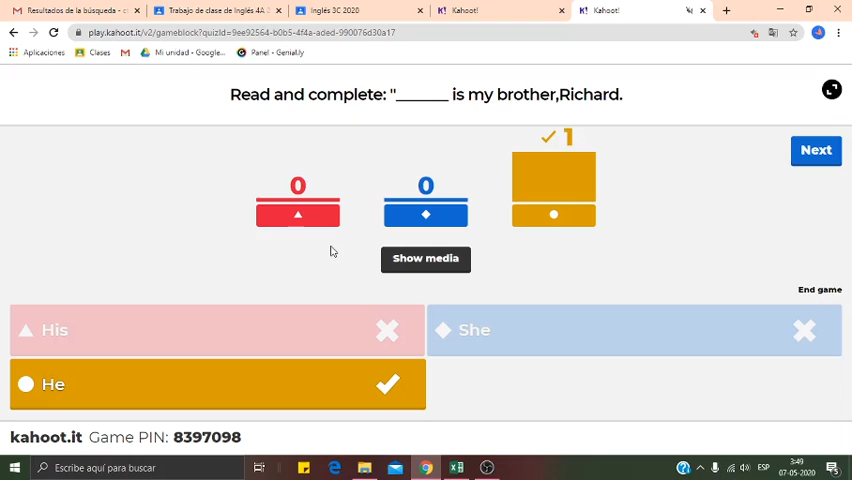 Resultados de la búsqueda - c
Trabajo de clase de Inglés 4A 2
Inglés 3C 2020
Kahoot!
Kahoot!
play.kahoot.it/v2/gameblock?quizId=9ee92564-b0b5-4f4a-aded-990076d30a17
Aplicaciones
Clases
Mi unidad - Google...
Panel - Genial.ly
Read and complete: "______ is my brother,Richard.
Next
0
0
1
Show media
End game
His
She
He
kahoot.it Game PIN: 8397098
Escribe aquí para buscar
ESP
3:49
07-05-2020
5